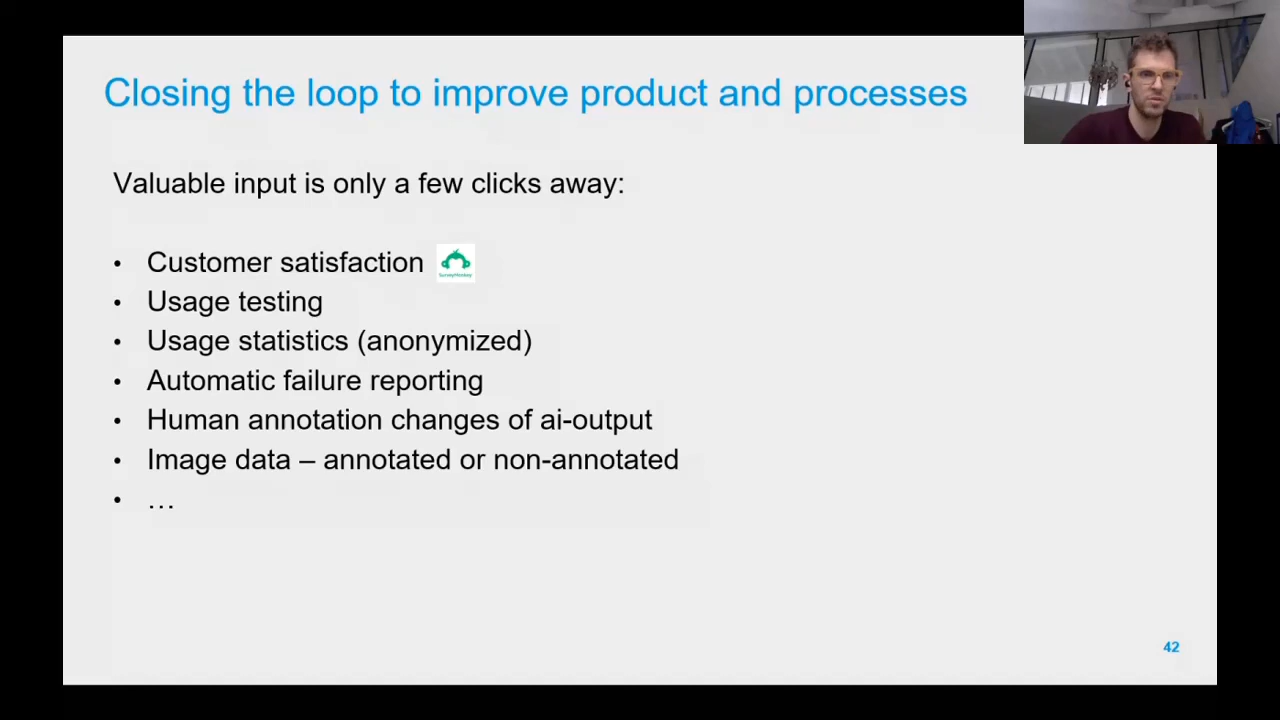 Closing the loop to improve product and processes
Valuable input is only a few clicks away:
• Customer satisfaction
SurveyMonkey
• Usage testing
• Usage statistics (anonymized)
• Automatic failure reporting
• Human annotation changes of ai-output
• Image data – annotated or non-annotated
• …
42